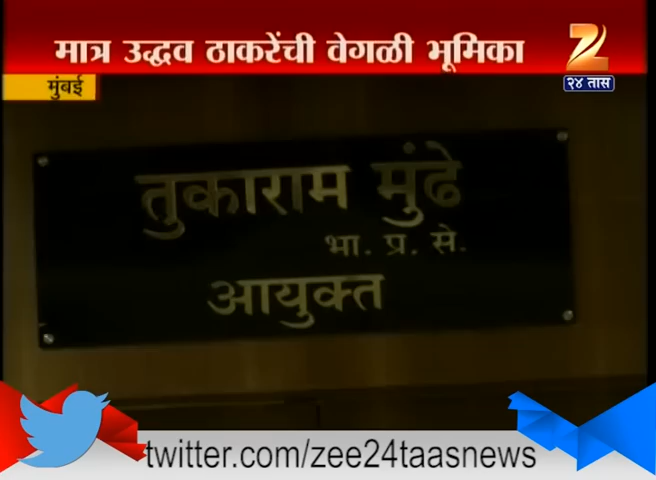 मात्र उद्धव ठाकरेंची वेगळी भूमिका
२४ तास
मुंबई
तुकाराम मुंढे
भा. प्र. से.
आयुक्त
twitter.com/zee24taasnews